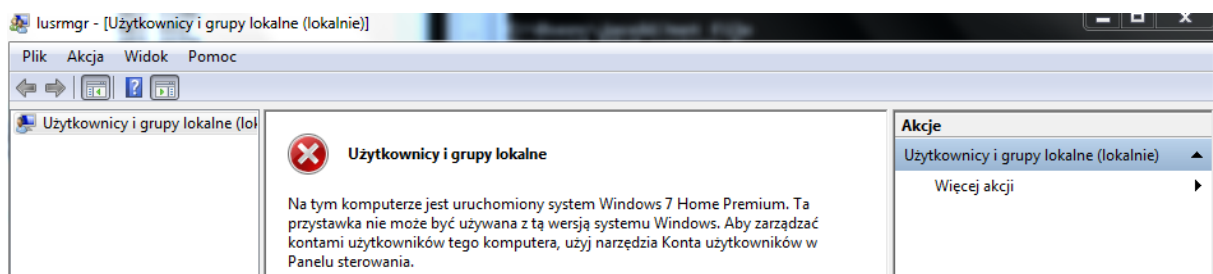 lusrmgr - [Użytkownicy i grupy lokalne (lokalnie)]
Plik Akcja Widok Pomoc
Użytkownicy i grupy lokalne (lok
Użytkownicy i grupy lokalne
Na tym komputerze jest uruchomiony system Windows 7 Home Premium. Ta
przystawka nie może być używana z tą wersją systemu Windows. Aby zarządzać
kontami użytkowników tego komputera, użyj narzędzia Konta użytkowników w
Panelu sterowania.
Akcje
Użytkownicy i grupy lokalne (lokalnie)
Więcej akcji